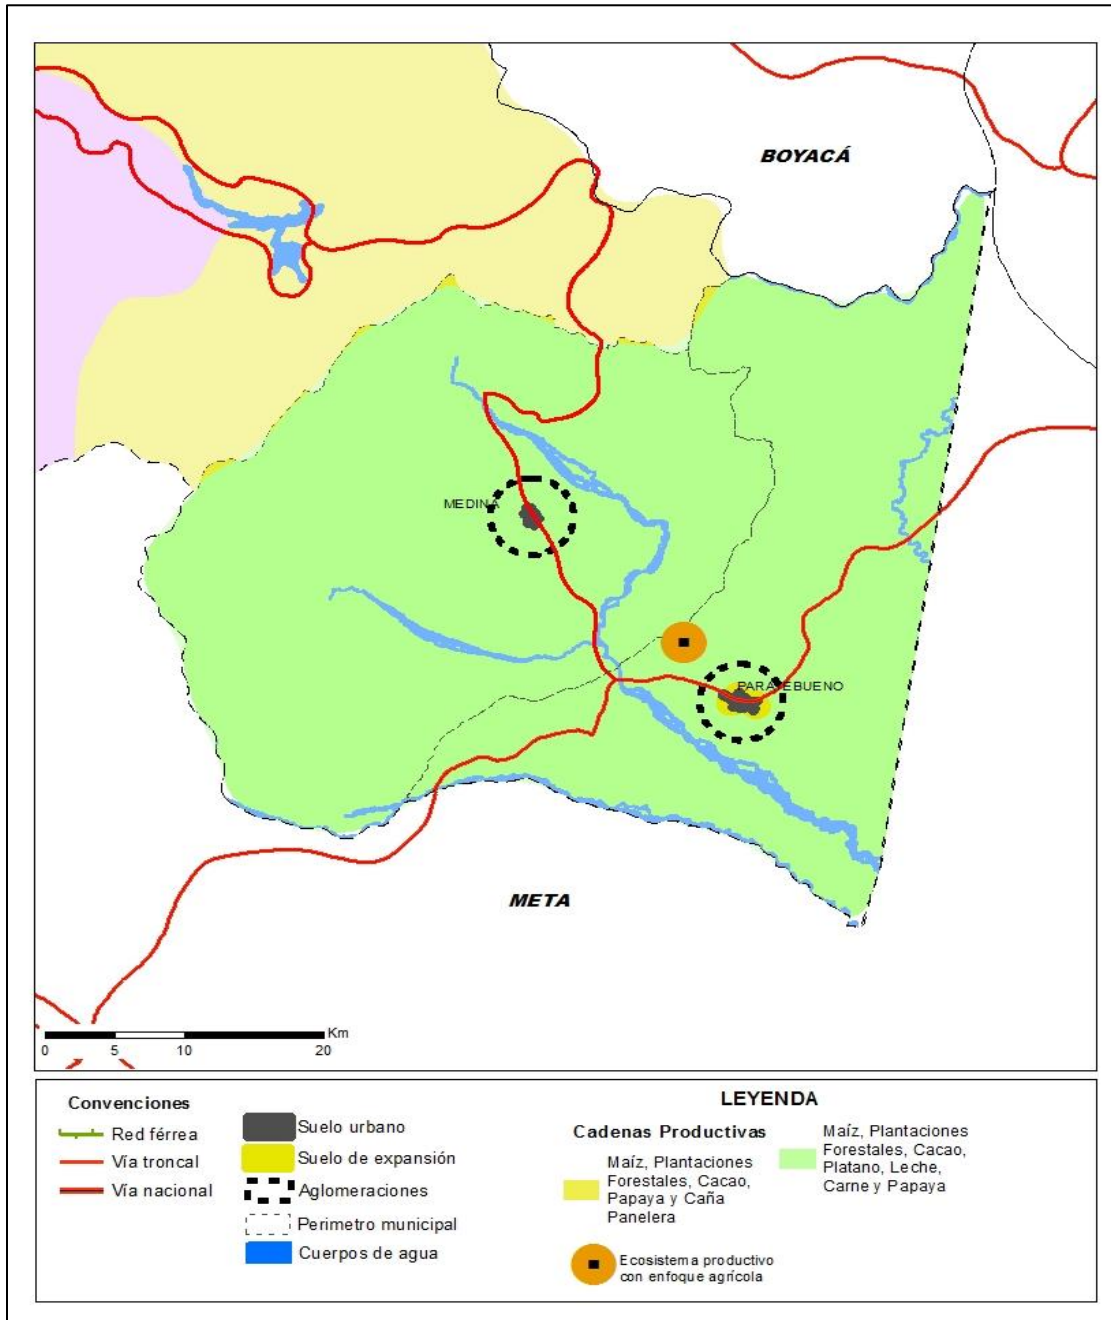 BOYACÁ
MEDINA
PARATEBUENO
META
Km
0 5 10 20
Convenciones
Red férrea
Vía troncal
Vía nacional
Suelo urbano
Suelo de expansión
Aglomeraciones
Perimetro municipal
Cuerpos de agua
LEYENDA
Cadenas Productivas
Maíz, Plantaciones
Forestales, Cacao,
Papaya y Caña
Panelera
Maíz, Plantaciones
Forestales, Cacao,
Platano, Leche,
Carne y Papaya
Ecosistema productivo
con enfoque agrícola